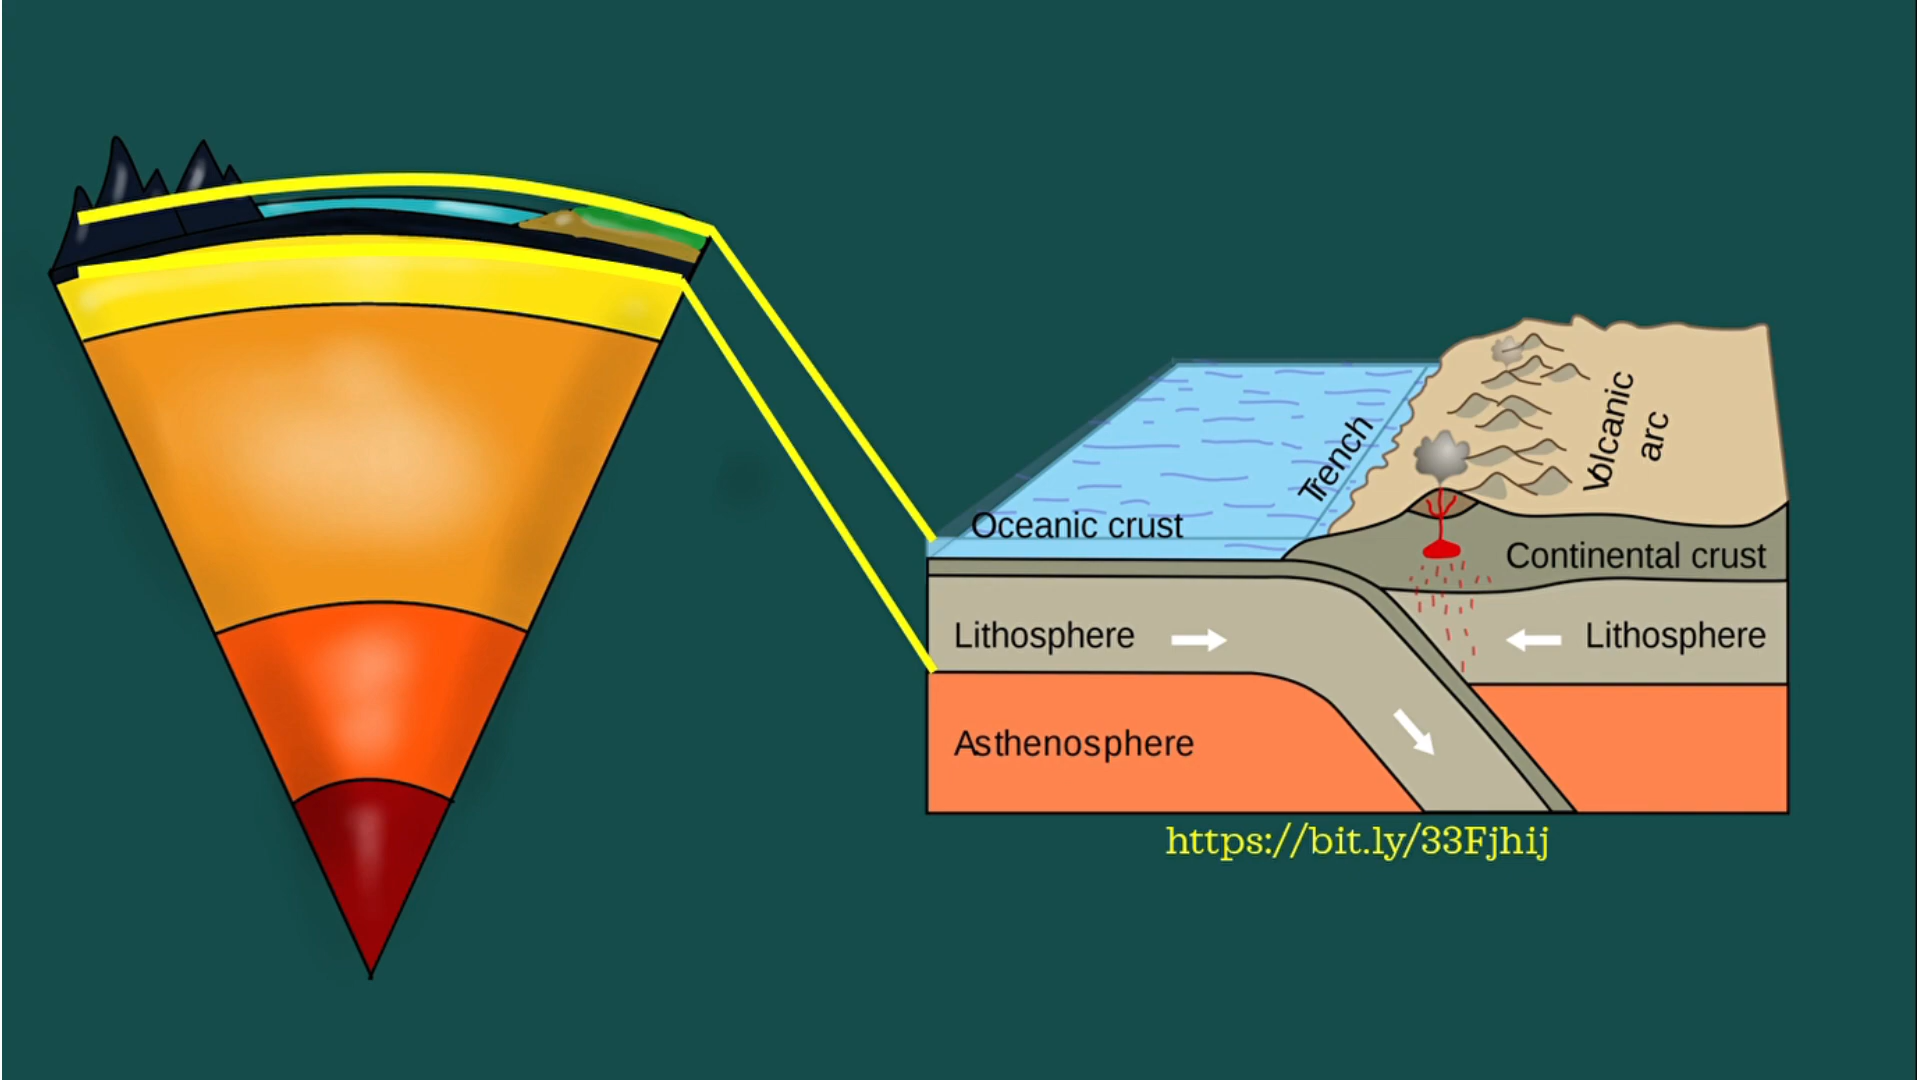 Oceanic crust
Trench
Volcanic
arc
Continental crust
Lithosphere
Lithosphere
Asthenosphere
https://bit.ly/33Fjhij